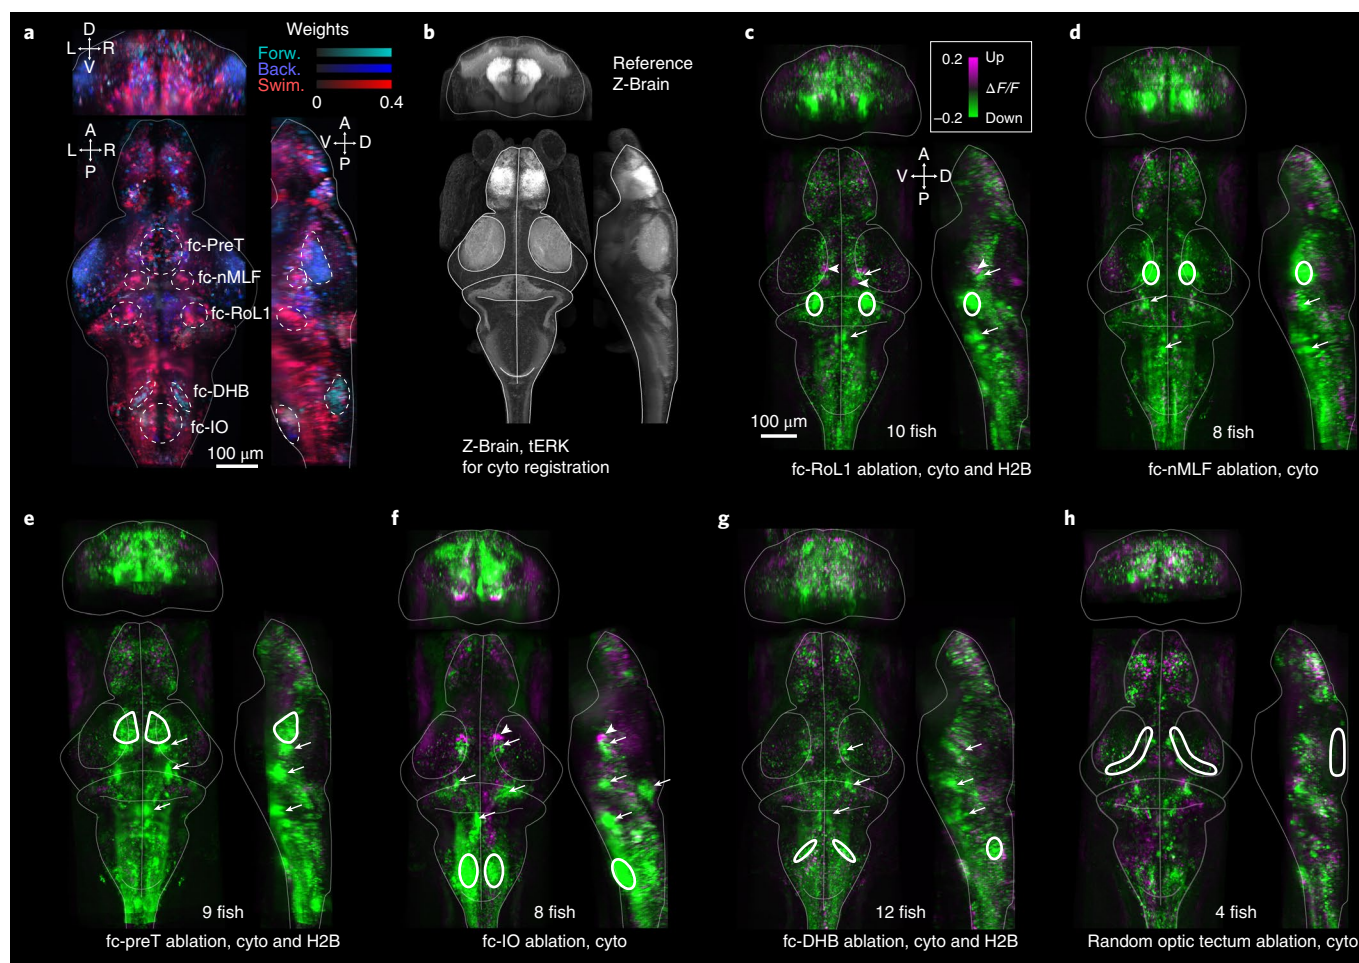 a
D
L R
V
Weights
Forw.
Back.
Swim.
0 0.4
A
L R
P
A
V D
P
fc-PreT
fc-nMLF
fc-RoL1
fc-DHB
fc-IO
100 μm
b
Reference
Z-Brain
Z-Brain, tERK
for cyto registration
c
0.2 Up
ΔF/F
–0.2 Down
A
V D
P
100 μm
10 fish
fc-RoL1 ablation, cyto and H2B
d
8 fish
fc-nMLF ablation, cyto
e
9 fish
fc-preT ablation, cyto and H2B
f
8 fish
fc-IO ablation, cyto
g
12 fish
fc-DHB ablation, cyto and H2B
h
4 fish
Random optic tectum ablation, cyto